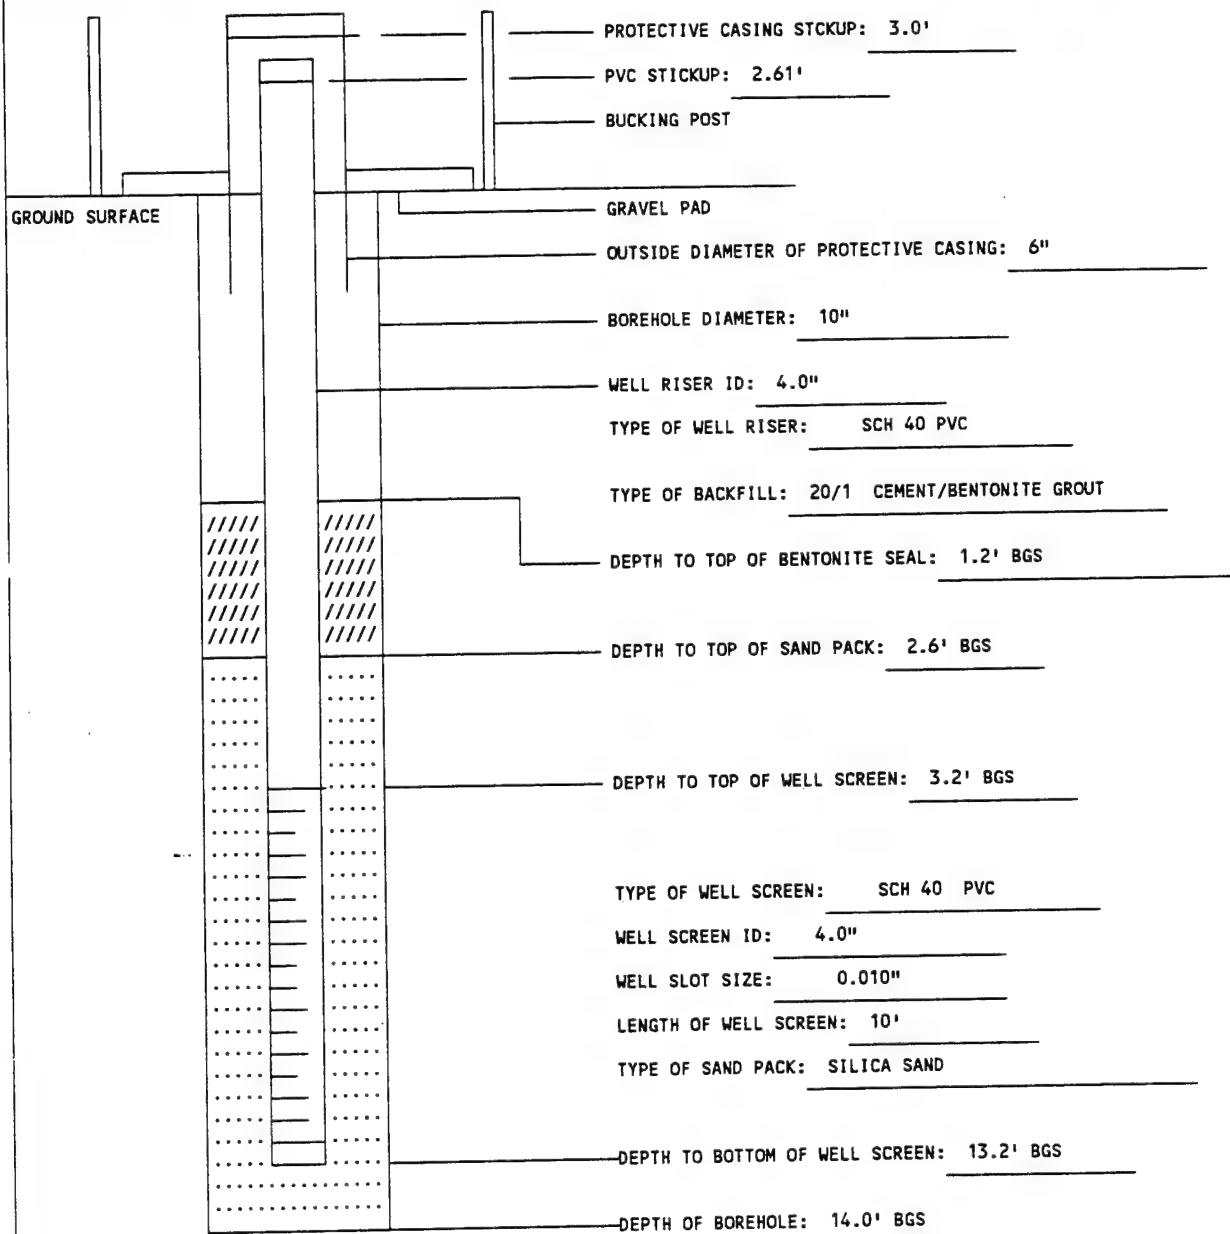 PROTECTIVE CASING STCKUP: 3.0'
PVC STICKUP: 2.61'
BUCKING POST
GROUND SURFACE
GRAVEL PAD
OUTSIDE DIAMETER OF PROTECTIVE CASING: 6"
BOREHOLE DIAMETER: 10"
WELL RISER ID: 4.0"
TYPE OF WELL RISER: SCH 40 PVC
TYPE OF BACKFILL: 20/1 CEMENT/BENTONITE GROUT
DEPTH TO TOP OF BENTONITE SEAL: 1.2' BGS
DEPTH TO TOP OF SAND PACK: 2.6' BGS
DEPTH TO TOP OF WELL SCREEN: 3.2' BGS
TYPE OF WELL SCREEN: SCH 40 PVC
WELL SCREEN ID: 4.0"
WELL SLOT SIZE: 0.010"
LENGTH OF WELL SCREEN: 10'
TYPE OF SAND PACK: SILICA SAND
DEPTH TO BOTTOM OF WELL SCREEN: 13.2' BGS
DEPTH OF BOREHOLE: 14.0' BGS